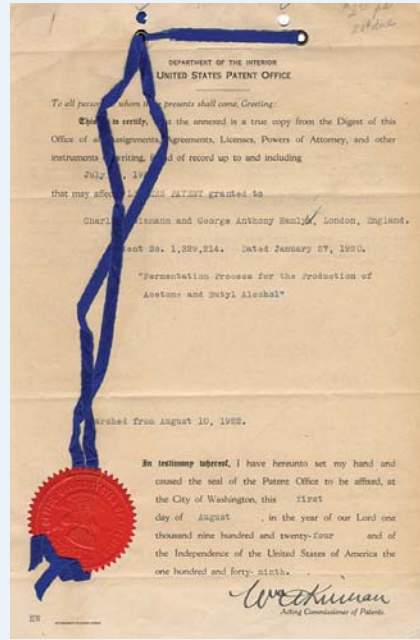 DEPARTMENT OF THE INTERIOR
UNITED STATES PATENT OFFICE
To all persons whom these presents shall come, Greeting:
This is to certify, that the annexed is a true copy from the Digest of this
Office of all Assignments, Agreements, Licenses, Powers of Attorney, and other
instruments of writing, found of record up to and including
July
that may affect LETTERS PATENT granted to
Charles Weizmann and George Anthony Hamlyn, London, England.
Patent No. 1,329,214. Dated January 27, 1920.
"Fermentation Process for the Production of
Acetone and Butyl Alcohol"
Searched from August 10, 1922.
In testimony whereof, I have hereunto set my hand and
caused the seal of the Patent Office to be affixed, at
the City of Washington, this first
day of August , in the year of our Lord one
thousand nine hundred and twenty-four and of
the Independence of the United States of America the
one hundred and forty-ninth.
Wm A Kinnan
Acting Commissioner of Patents.
HW